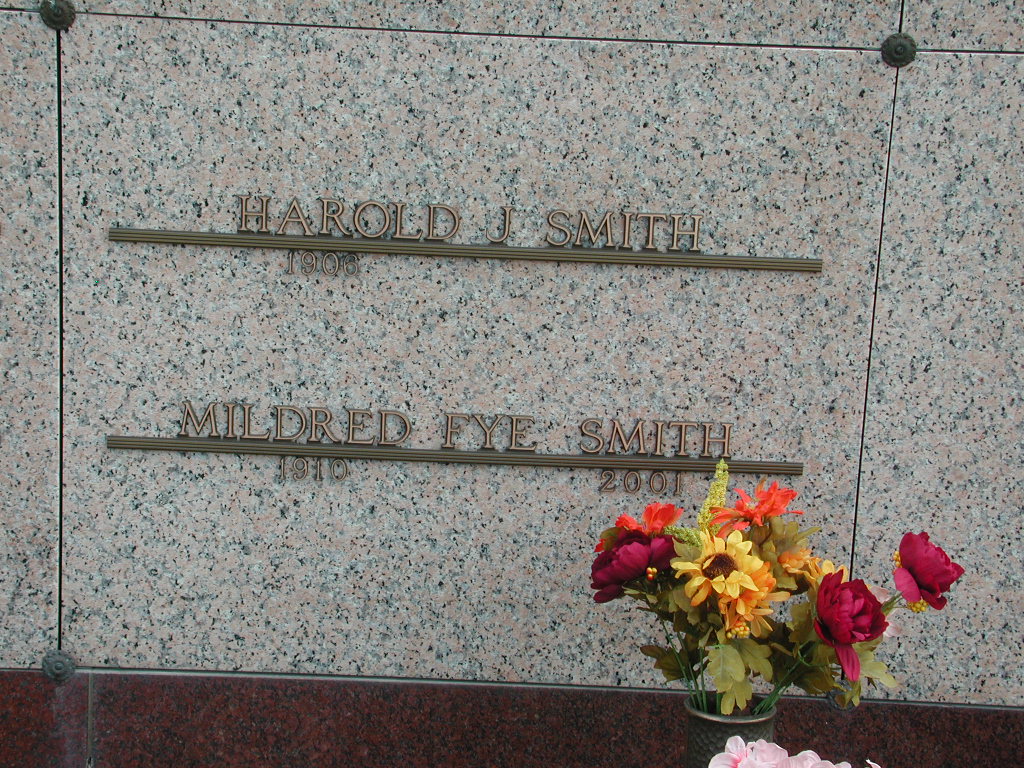 HAROLD J SMITH
1906
MILDRED FYE SMITH
1910 2001